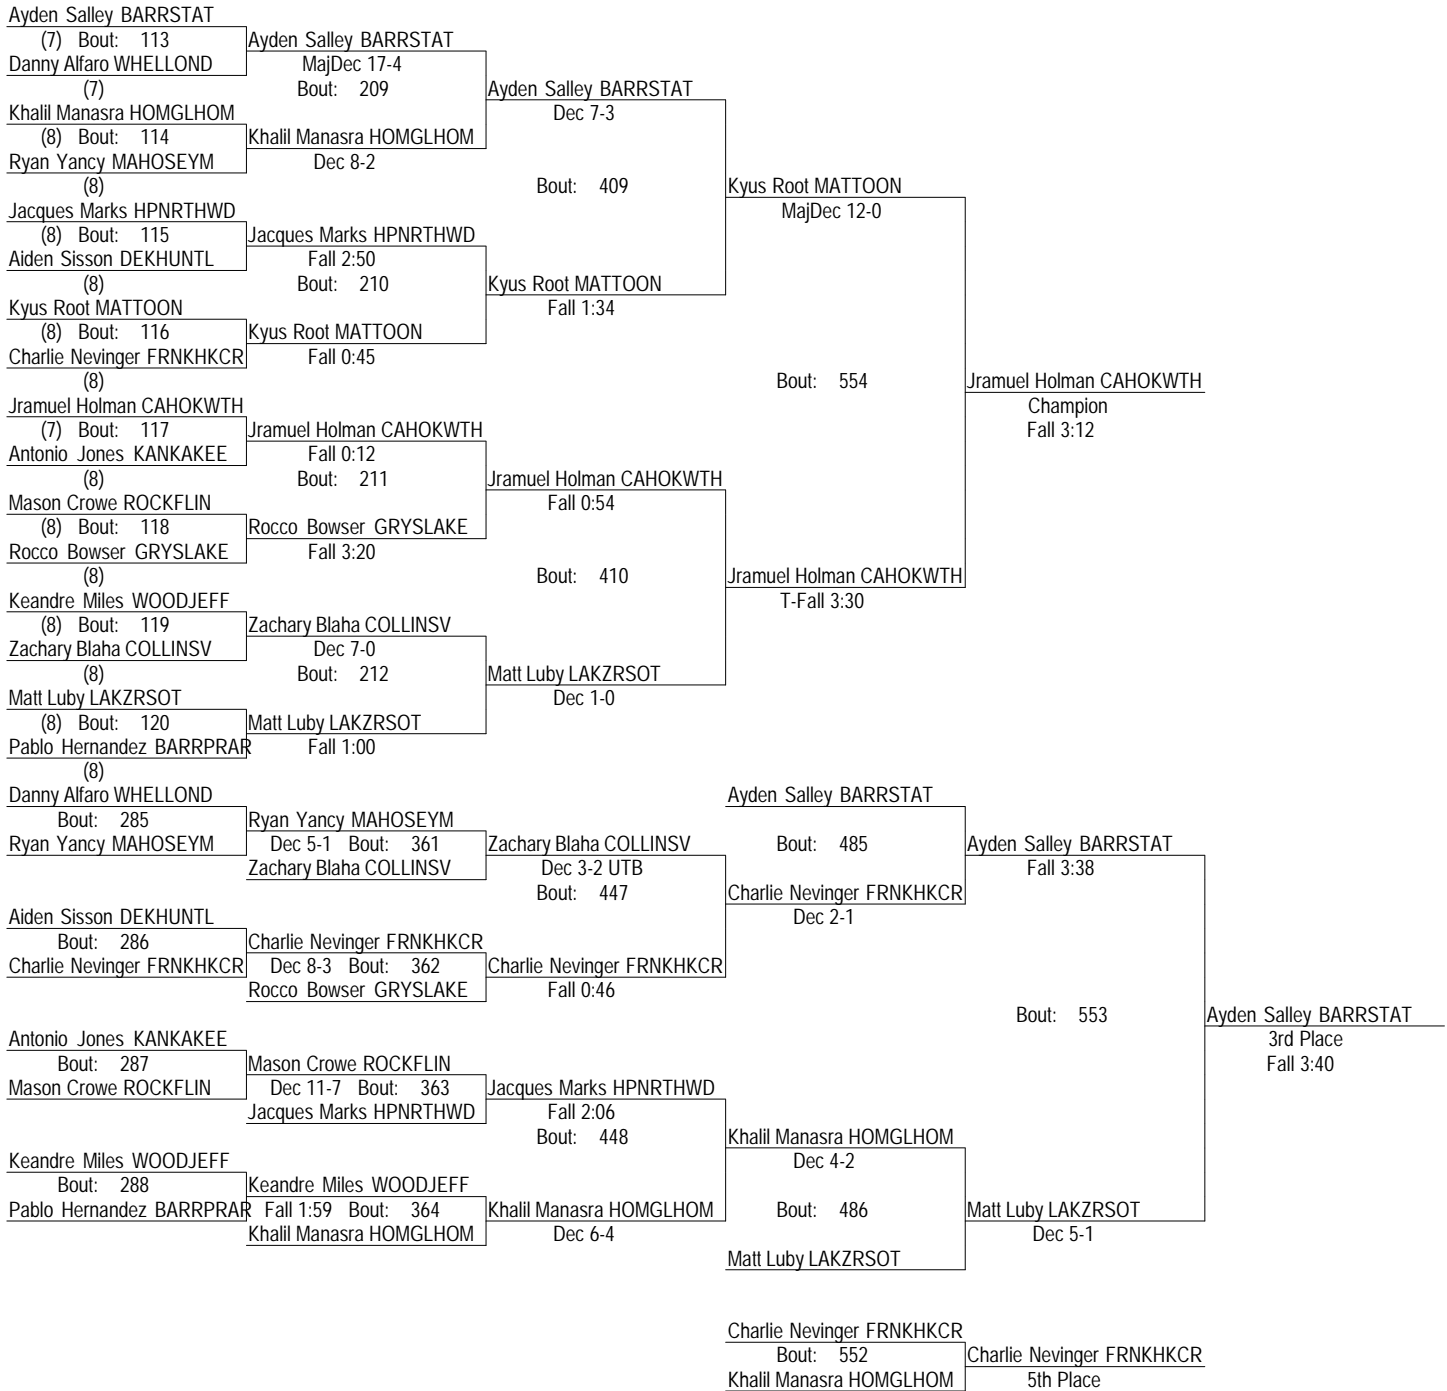 Ayden Salley BARRSTAT
(7) Bout: 113
Ayden Salley BARRSTAT
Danny Alfaro WHELLOND
MajDec 17-4
(7)
Bout: 209
Ayden Salley BARRSTAT
Khalil Manasra HOMGLHOM
Dec 7-3
(8) Bout: 114
Khalil Manasra HOMGLHOM
Ryan Yancy MAHOSEYM
Dec 8-2
(8)
Bout: 409
Kyus Root MATTOON
Jacques Marks HPNRTHWD
MajDec 12-0
(8) Bout: 115
Jacques Marks HPNRTHWD
Aiden Sisson DEKHUNTL
Fall 2:50
(8)
Bout: 210
Kyus Root MATTOON
Kyus Root MATTOON
Fall 1:34
(8) Bout: 116
Kyus Root MATTOON
Charlie Nevinger FRNKHKCR
Fall 0:45
(8)
Bout: 554
Jramuel Holman CAHOKWTH
Jramuel Holman CAHOKWTH
Champion
(7) Bout: 117
Jramuel Holman CAHOKWTH
Fall 3:12
Antonio Jones KANKAKEE
Fall 0:12
(8)
Bout: 211
Jramuel Holman CAHOKWTH
Mason Crowe ROCKFLIN
Fall 0:54
(8) Bout: 118
Rocco Bowser GRYSLAKE
Rocco Bowser GRYSLAKE
Fall 3:20
(8)
Bout: 410
Jramuel Holman CAHOKWTH
Keandre Miles WOODJEFF
T-Fall 3:30
(8) Bout: 119
Zachary Blaha COLLINSV
Zachary Blaha COLLINSV
Dec 7-0
(8)
Bout: 212
Matt Luby LAKZRSOT
Matt Luby LAKZRSOT
Dec 1-0
(8) Bout: 120
Matt Luby LAKZRSOT
Pablo Hernandez BARRPRAR
Fall 1:00
(8)
Danny Alfaro WHELLOND
Ayden Salley BARRSTAT
Bout: 285
Ryan Yancy MAHOSEYM
Ryan Yancy MAHOSEYM
Dec 5-1 Bout: 361
Zachary Blaha COLLINSV
Bout: 485
Ayden Salley BARRSTAT
Zachary Blaha COLLINSV
Dec 3-2 UTB
Fall 3:38
Bout: 447
Charlie Nevinger FRNKHKCR
Aiden Sisson DEKHUNTL
Dec 2-1
Bout: 286
Charlie Nevinger FRNKHKCR
Charlie Nevinger FRNKHKCR
Dec 8-3 Bout: 362
Charlie Nevinger FRNKHKCR
Rocco Bowser GRYSLAKE
Fall 0:46
Bout: 553
Ayden Salley BARRSTAT
Antonio Jones KANKAKEE
3rd Place
Bout: 287
Mason Crowe ROCKFLIN
Fall 3:40
Mason Crowe ROCKFLIN
Dec 11-7 Bout: 363
Jacques Marks HPNRTHWD
Jacques Marks HPNRTHWD
Fall 2:06
Bout: 448
Khalil Manasra HOMGLHOM
Keandre Miles WOODJEFF
Dec 4-2
Bout: 288
Keandre Miles WOODJEFF
Pablo Hernandez BARRPRAR
Fall 1:59 Bout: 364
Khalil Manasra HOMGLHOM
Bout: 486
Matt Luby LAKZRSOT
Khalil Manasra HOMGLHOM
Dec 6-4
Dec 5-1
Matt Luby LAKZRSOT
Charlie Nevinger FRNKHKCR
Bout: 552
Charlie Nevinger FRNKHKCR
Khalil Manasra HOMGLHOM
5th Place